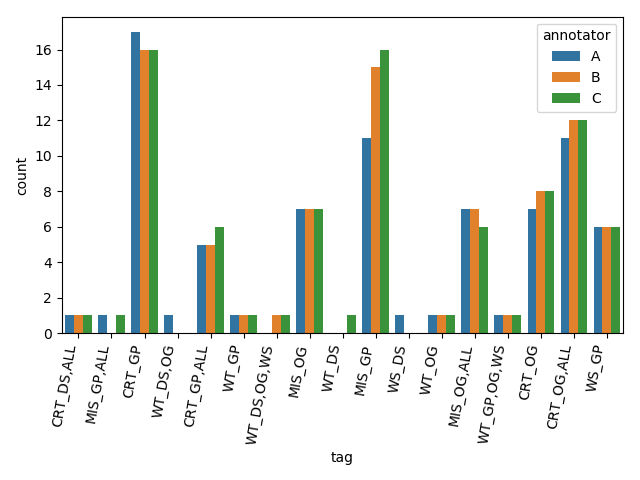 annotator
A
B
C
count
16
14
12
10
8
6
4
2
0
CRT_DS,ALL
MIS_GP,ALL
CRT_GP
WT_DS,OG
CRT_GP,ALL
WT_GP
WT_DS,OG,WS
MIS_OG
WT_DS
MIS_GP
WS_DS
WT_OG
MIS_OG,ALL
WT_GP,OG,WS
CRT_OG
CRT_OG,ALL
WS_GP
tag